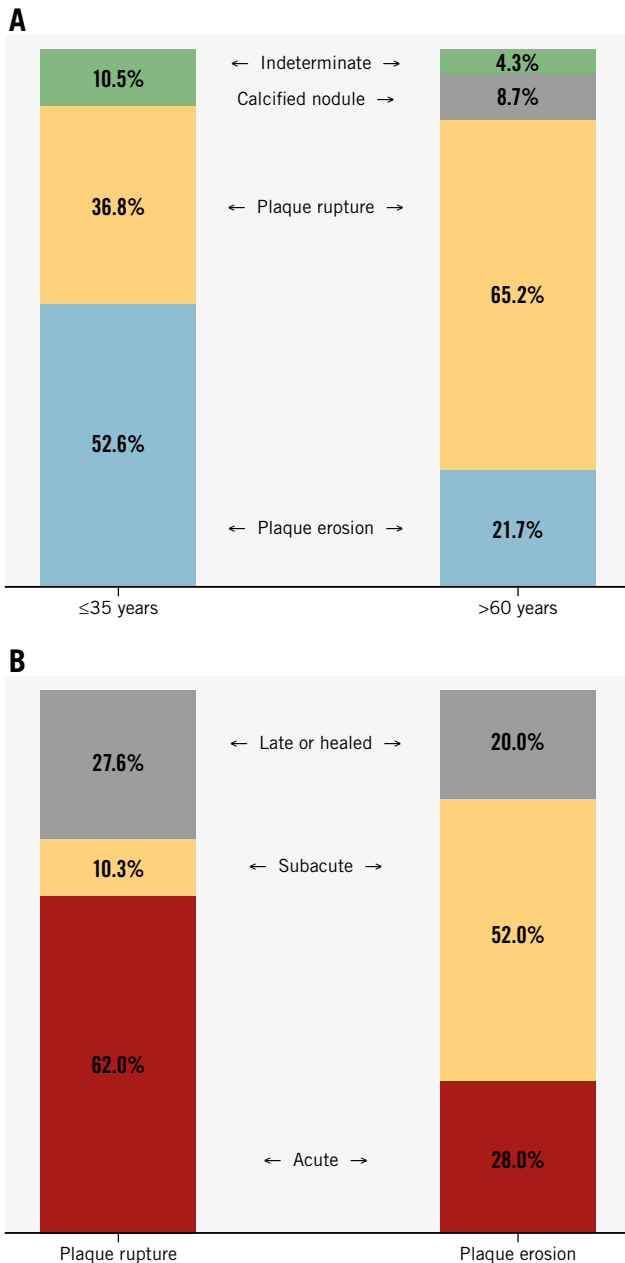 A
10.5%
← Indeterminate →
4.3%
Calcified nodule →
8.7%
36.8%
← Plaque rupture →
65.2%
52.6%
← Plaque erosion →
21.7%
≤35 years
>60 years
B
27.6%
← Late or healed →
20.0%
10.3%
← Subacute →
52.0%
62.0%
← Acute →
28.0%
Plaque rupture
Plaque erosion